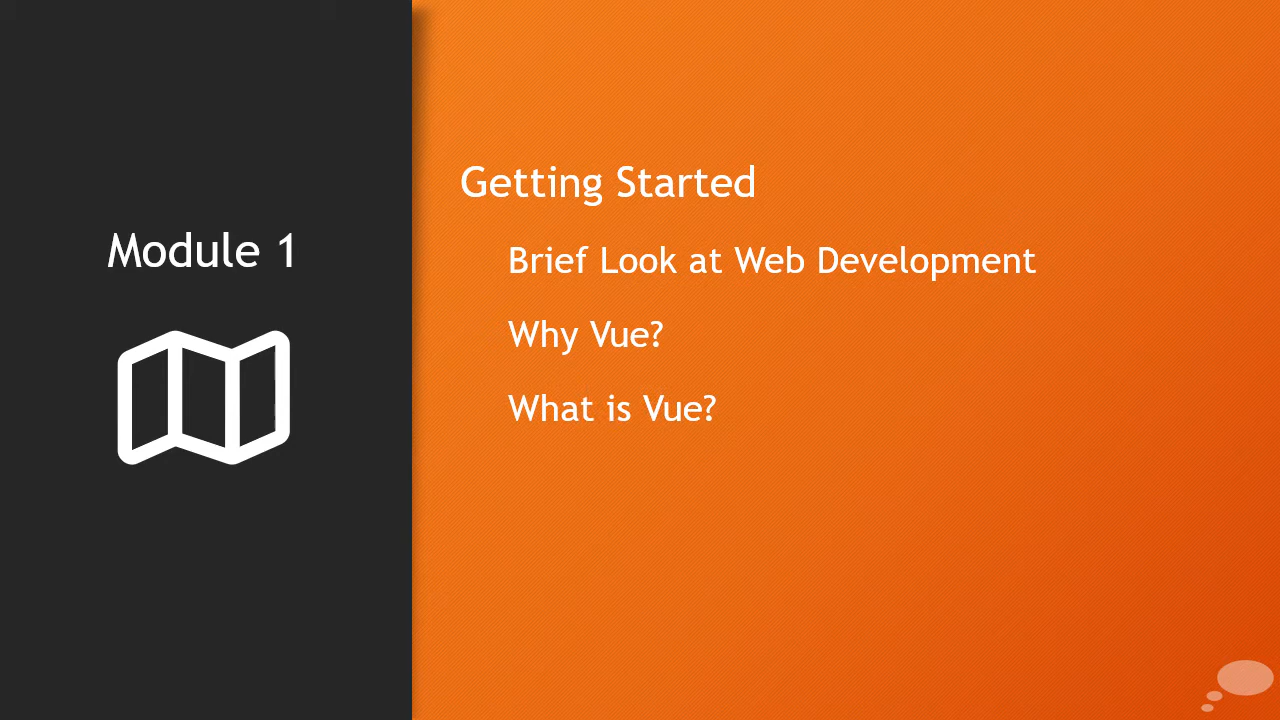 Module 1
Getting Started
Brief Look at Web Development
Why Vue?
What is Vue?